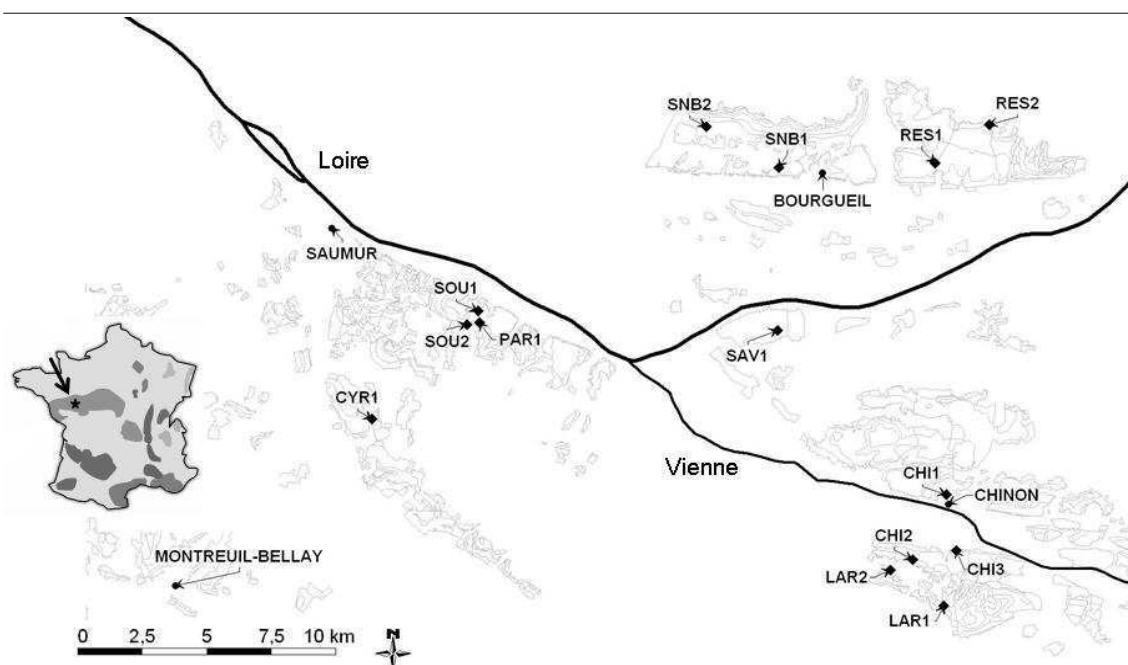 SNB2
RES2
SNB1
RES1
Loire
BOURGUEIL
SAUMUR
SOU1
SOU2
PAR1
SAV1
CYR1
Vienne
CHI1
CHINON
MONTREUIL-BELLAY
CHI2
LAR2
CHI3
LAR1
0 2,5 5 7,5 10 km
N